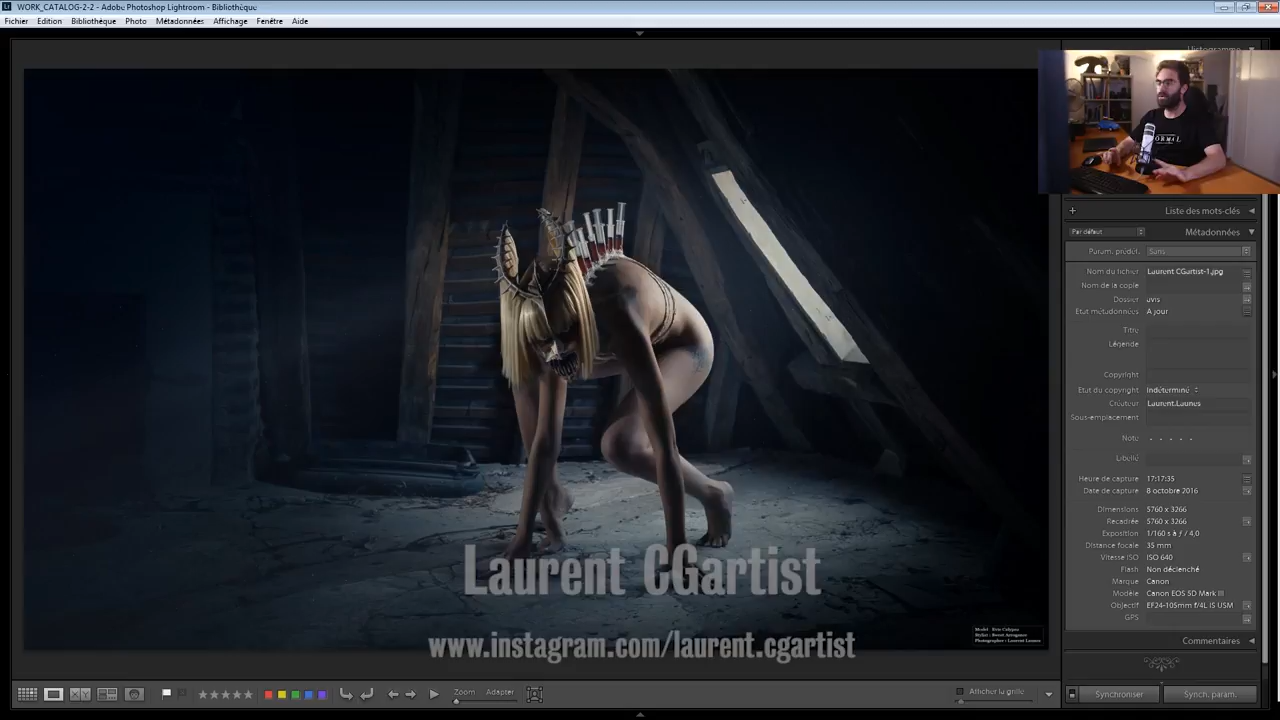 WORK_CATALOG-2-2 - Adobe Photoshop Lightroom - Bibliothèque
Fichier Edition Bibliothèque Photo Métadonnées Affichage Fenêtre Aide
Histogramme
Liste des mots-clés
Par défaut Métadonnées
Param. prédéf. Sans
Nom du fichier Laurent CGartist-1.jpg
Nom de la copie
Dossier avis
Etat métadonnées A jour
Titre
Légende
Copyright
Etat du copyright Indéterminé
Créateur Laurent.Launes
Sous-emplacement
Note
Libellé
Heure de capture 17:17:35
Date de capture 8 octobre 2016
Dimensions 5760 x 3266
Recadrée 5760 x 3266
Exposition 1/160 s à ƒ / 4,0
Distance focale 35 mm
Vitesse ISO ISO 640
Flash Non déclenché
Marque Canon
Modèle Canon EOS 5D Mark III
Objectif EF24-105mm f/4L IS USM
GPS
Commentaires
Laurent CGartist
www.instagram.com/laurent.cgartist
Zoom Adapter
Afficher la grille
Synchroniser Synch. param.